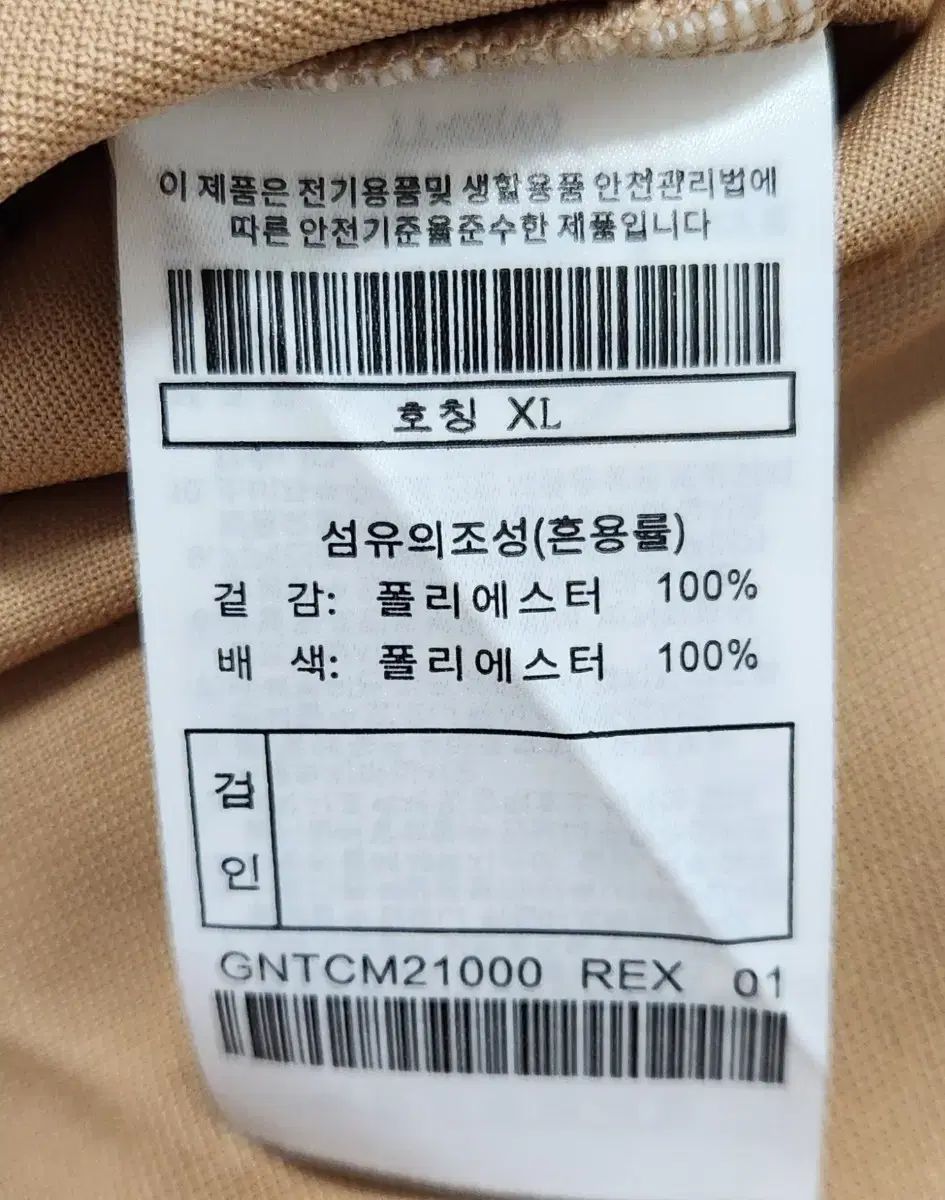 이 제품은 전기용품및 생활용품 안전관리법에
따른 안전기준을준수한 제품입니다
호칭 XL
섬유의조성(혼용률)
겉 감: 폴리에스터 100%
배 색: 폴리에스터 100%
검
인
GNTCM21000 REX 01